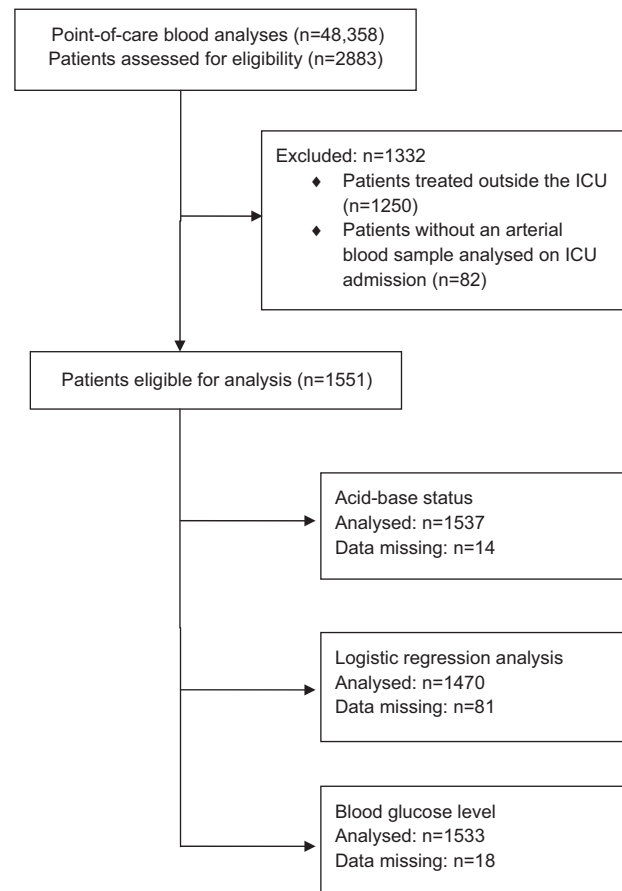 Point-of-care blood analyses (n=48,358)
Patients assessed for eligibility (n=2883)
Excluded: n=1332
♦ Patients treated outside the ICU
(n=1250)
♦ Patients without an arterial
blood sample analysed on ICU
admission (n=82)
Patients eligible for analysis (n=1551)
Acid-base status
Analysed: n=1537
Data missing: n=14
Logistic regression analysis
Analysed: n=1470
Data missing: n=81
Blood glucose level
Analysed: n=1533
Data missing: n=18